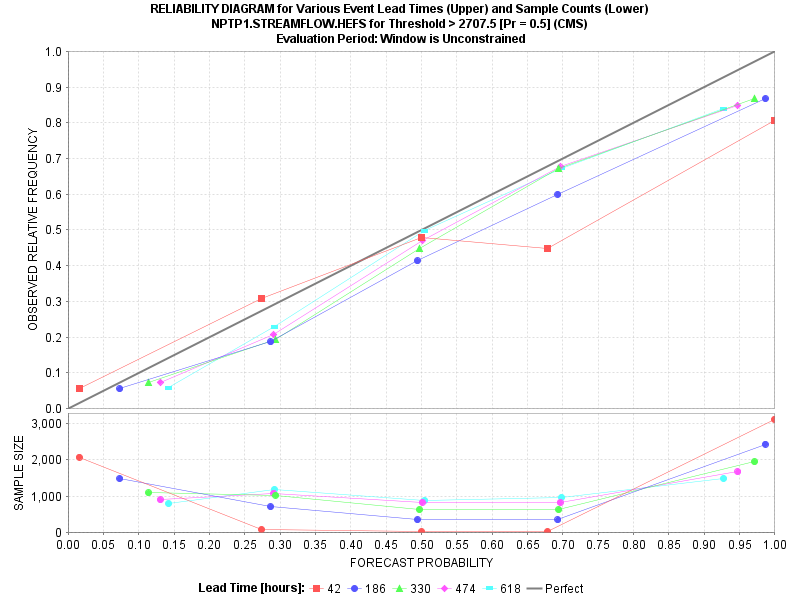 RELIABILITY DIAGRAM for Various Event Lead Times (Upper) and Sample Counts (Lower)
NPTP1.STREAMFLOW.HEFS for Threshold > 2707.5 [Pr = 0.5] (CMS)
Evaluation Period: Window is Unconstrained
OBSERVED RELATIVE FREQUENCY
1.0
0.9
0.8
0.7
0.6
0.5
0.4
0.3
0.2
0.1
0.0
SAMPLE SIZE
3,000
2,000
1,000
0
0.00 0.05 0.10 0.15 0.20 0.25 0.30 0.35 0.40 0.45 0.50 0.55 0.60 0.65 0.70 0.75 0.80 0.85 0.90 0.95 1.00
FORECAST PROBABILITY
Lead Time [hours]: 42 186 330 474 618 Perfect